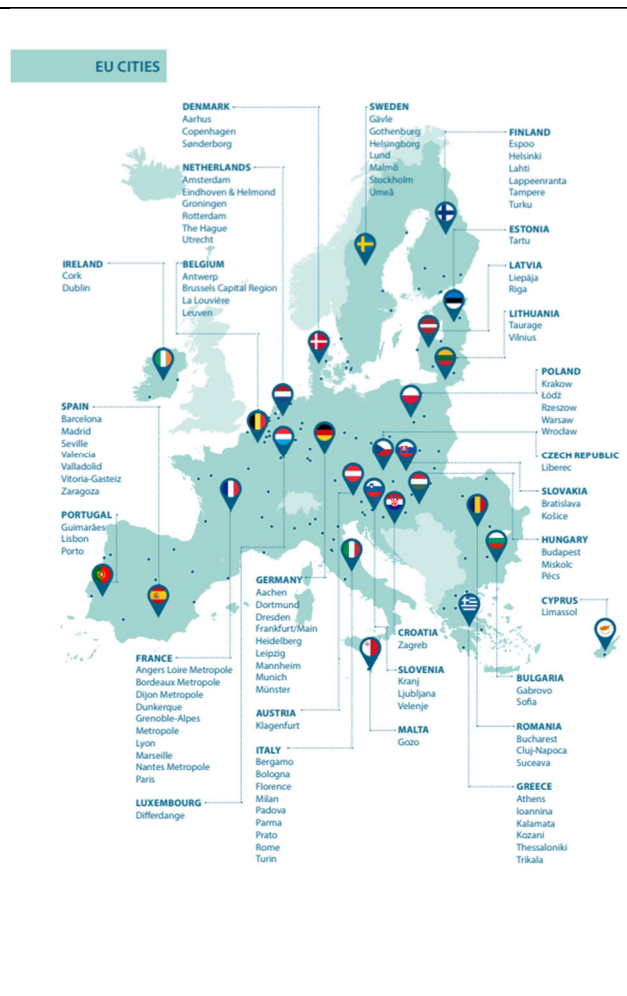 EU CITIES
DENMARK
Aarhus
Copenhagen
Sønderborg
NETHERLANDS
Amsterdam
Eindhoven & Helmond
Groningen
Rotterdam
The Hague
Utrecht
SWEDEN
Gävle
Gothenburg
Helsingborg
Lund
Malmö
Stockholm
Umeå
FINLAND
Espoo
Helsinki
Lahti
Lappeenranta
Tampere
Turku
ESTONIA
Tartu
LATVIA
Liepāja
Riga
LITHUANIA
Taurage
Vilnius
IRELAND
Cork
Dublin
BELGIUM
Antwerp
Brussels Capital Region
La Louvière
Leuven
POLAND
Krakow
Łódź
Rzeszow
Warsaw
Wrocław
CZECH REPUBLIC
Liberec
SLOVAKIA
Bratislava
Košice
HUNGARY
Budapest
Miskolc
Pécs
CYPRUS
Limassol
SPAIN
Barcelona
Madrid
Seville
Valencia
Valladolid
Vitoria-Gasteiz
Zaragoza
PORTUGAL
Guimarães
Lisbon
Porto
GERMANY
Aachen
Dortmund
Dresden
Frankfurt/Main
Heidelberg
Leipzig
Mannheim
Munich
Münster
AUSTRIA
Klagenfurt
ITALY
Bergamo
Bologna
Florence
Milan
Padova
Parma
Prato
Rome
Turin
FRANCE
Angers Loire Metropole
Bordeaux Metropole
Dijon Metropole
Dunkerque
Grenoble-Alpes
Metropole
Lyon
Marseille
Nantes Metropole
Paris
LUXEMBOURG
Differdange
CROATIA
Zagreb
SLOVENIA
Kranj
Ljubljana
Velenje
MALTA
Gozo
BULGARIA
Gabrovo
Sofia
ROMANIA
Bucharest
Cluj-Napoca
Suceava
GREECE
Athens
Ioannina
Kalamata
Kozani
Thessaloniki
Trikala